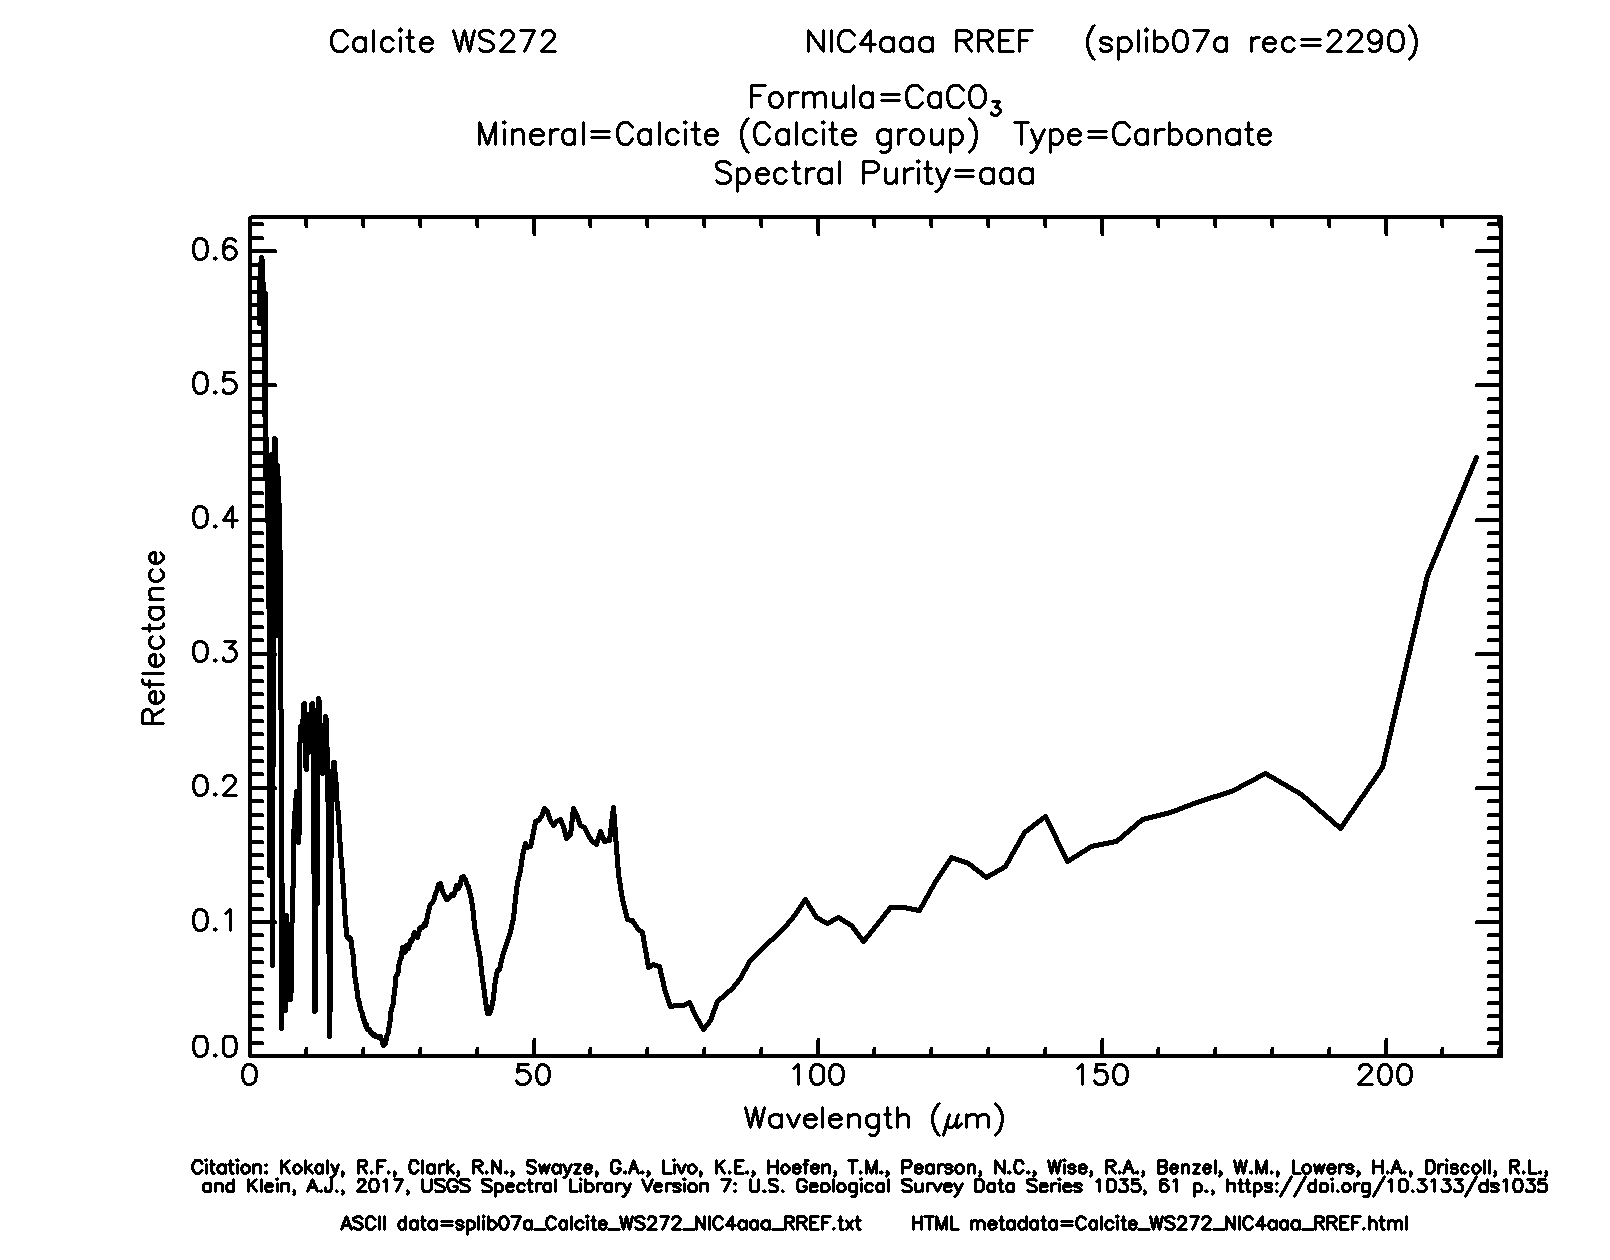 Calcite WS272 NIC4aaa RREF (splib07a rec=2290)
Formula=CaCO₃
Mineral=Calcite (Calcite group) Type=Carbonate
Spectral Purity=aaa
0.6
0.5
0.4
0.3
0.2
0.1
0.0
Reflectance
0 50 100 150 200
Wavelength (μm)
Citation: Kokaly, R.F., Clark, R.N., Swayze, G.A., Livo, K.E., Hoefen, T.M., Pearson, N.C., Wise, R.A., Benzel, W.M., Lowers, H.A., Driscoll, R.L.,
and Klein, A.J., 2017, USGS Spectral Library Version 7: U.S. Geological Survey Data Series 1035, 61 p., https://doi.org/10.3133/ds1035
ASCII data=splib07a_Calcite_WS272_NIC4aaa_RREF.txt HTML metadata=Calcite_WS272_NIC4aaa_RREF.html